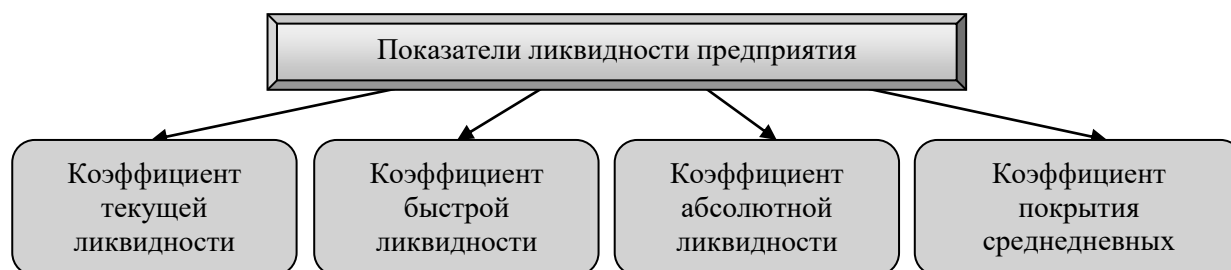 Показатели ликвидности предприятия
Коэффициент
текущей
ликвидности
Коэффициент
быстрой
ликвидности
Коэффициент
абсолютной
ликвидности
Коэффициент
покрытия
среднедневных